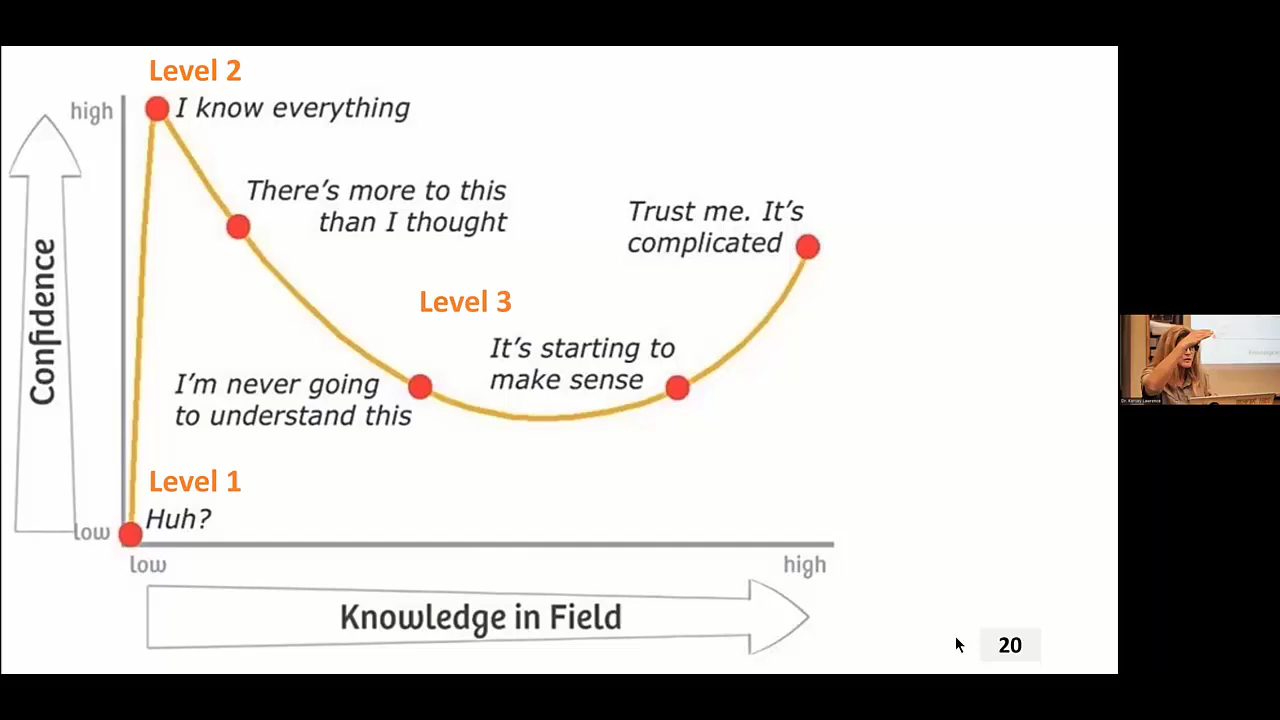 Level 2
high
I know everything
There's more to this
than I thought
Trust me. It's
complicated
Confidence
Level 3
It's starting to
make sense
I'm never going
to understand this
Level 1
Huh?
low
low
high
Knowledge in Field
20